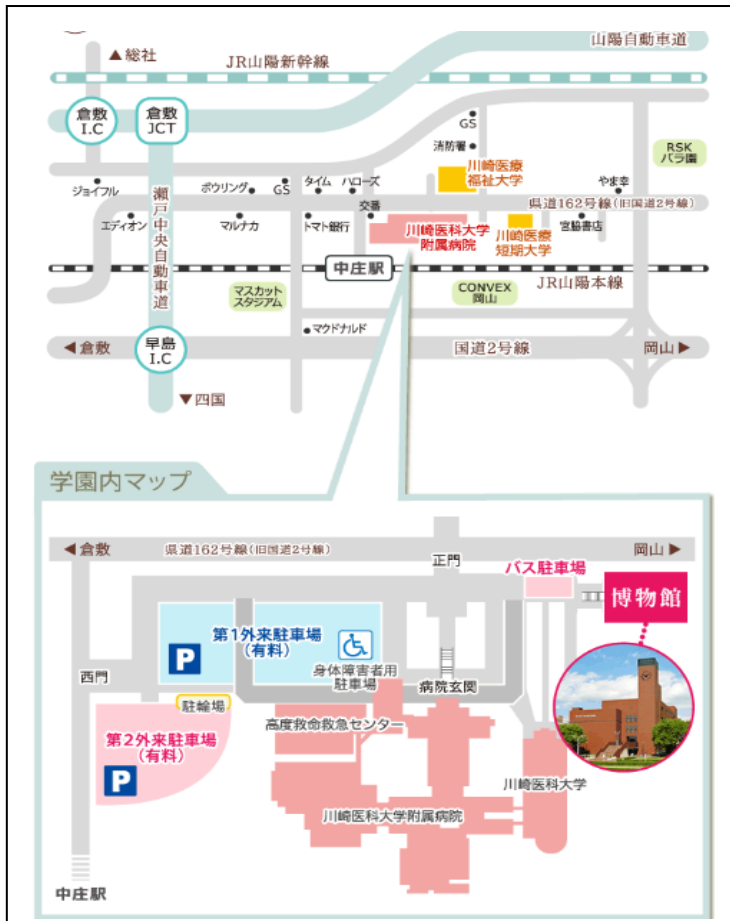 ▲総社
JR山陽新幹線
山陽自動車道
倉敷
I.C
倉敷
JCT
GS
消防署
川崎医療
福祉大学
RSK
バラ園
ジョイフル
ボウリング
GS
タイム
ハローズ
やま幸
県道162号線(旧国道2号線)
瀬戸中央自動車道
エディオン
マルナカ
トマト銀行
交番
川崎医科大学
附属病院
川崎医療
短期大学
宮脇書店
中庄駅
JR山陽本線
マスカット
スタジアム
CONVEX
岡山
マクドナルド
◀倉敷
早島
I.C
国道2号線
岡山▶
▼四国
学園内マップ
◀倉敷
県道162号線(旧国道2号線)
正門
岡山▶
バス駐車場
博物館
第1外来駐車場
(有料)
P
身体障害者用
駐車場
病院玄関
西門
駐輪場
高度救命救急センター
第2外来駐車場
(有料)
P
川崎医科大学
川崎医科大学附属病院
中庄駅